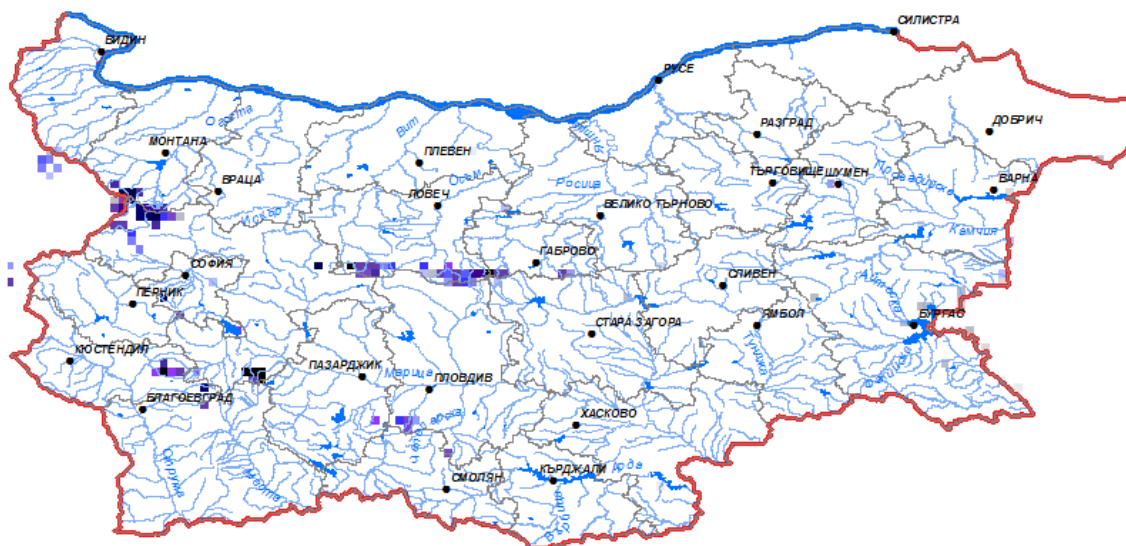 СИЛИСТРА
ВИДИН
РУСЕ
Огоста
Вит
РАЗГРАД
ДОБРИЧ
МОНТАНА
ПЛЕВЕН
ВРАЦА
Осъм
Росица
ТЪРГОВИЩЕ
ШУМЕН
ВАРНА
Искър
ЛОВЕЧ
ВЕЛИКО ТЪРНОВО
Камчия
СОФИЯ
ГАБРОВО
СЛИВЕН
ПЕРНИК
СТАРА ЗАГОРА
ЯМБОЛ
БУРГАС
КЮСТЕНДИЛ
ПАЗАРДЖИК
Марица
ПЛОВДИВ
Тунджа
БЛАГОЕВГРАД
ХАСКОВО
Струма
Места
СМОЛЯН
КЪРДЖАЛИ